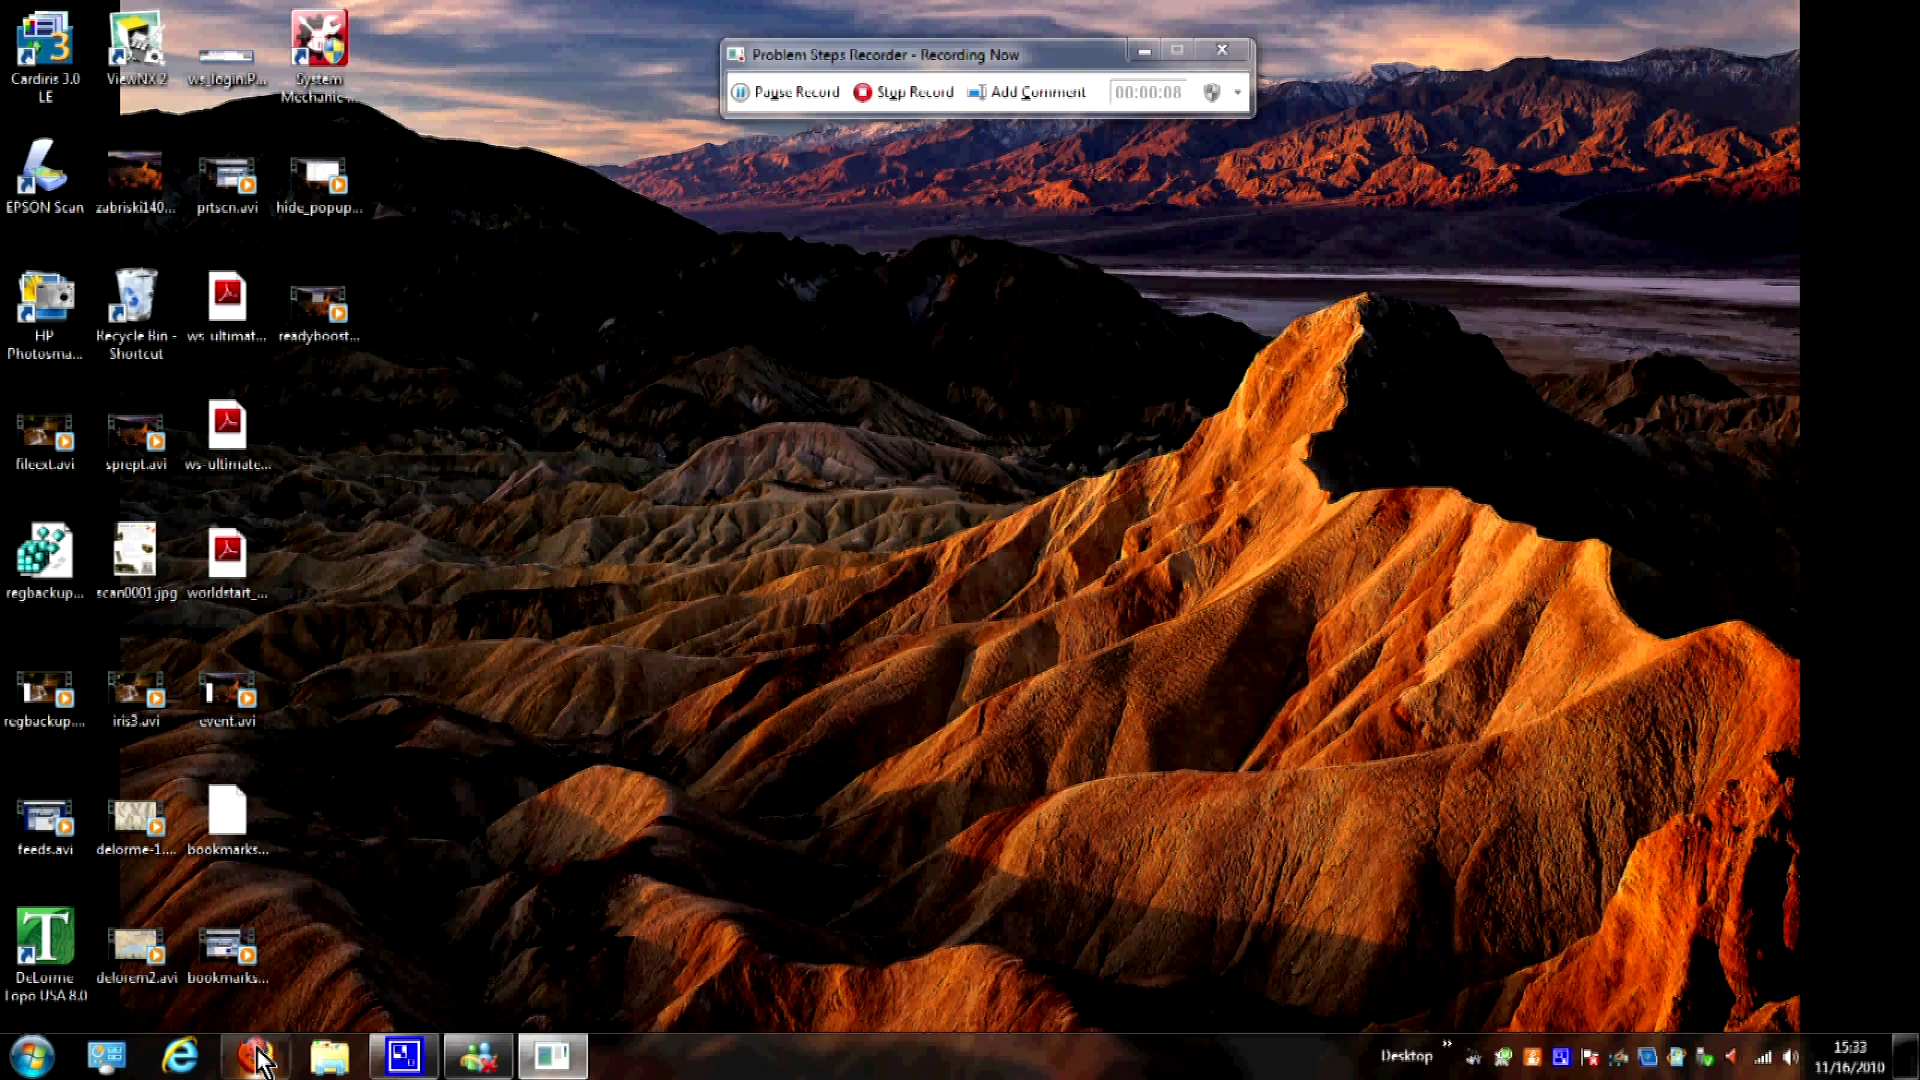 Problem Steps Recorder - Recording Now
Pause Record Stop Record Add Comment 00:00:08
Cardiris 3.0 LE
ViewNX 2
ws_login.P...
System Mechanic ...
EPSON Scan
zabriski140...
prtscn.avi
hide_popup...
HP Photosma...
Recycle Bin - Shortcut
ws_ultimat...
readyboost...
fileext.avi
sprept.avi
ws-ultimate...
regbackup...
scan0001.jpg
worldstart_...
regbackup....
iris3.avi
event.avi
feeds.avi
delorme-1....
bookmarks...
DeLorme Topo USA 8.0
delorem2.avi
bookmarks...
Desktop
15:33
11/16/2010